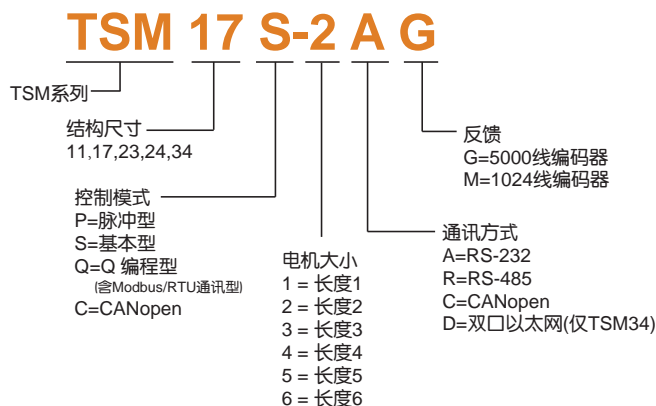 TSM 17 S-2 A G
TSM系列
结构尺寸
11,17,23,24,34
控制模式
P=脉冲型
S=基本型
Q=Q 编程型
(含Modbus/RTU通讯型)
C=CANopen
电机大小
1 = 长度1
2 = 长度2
3 = 长度3
4 = 长度4
5 = 长度5
6 = 长度6
反馈
G=5000线编码器
M=1024线编码器
通讯方式
A=RS-232
R=RS-485
C=CANopen
D=双口以太网(仅TSM34)